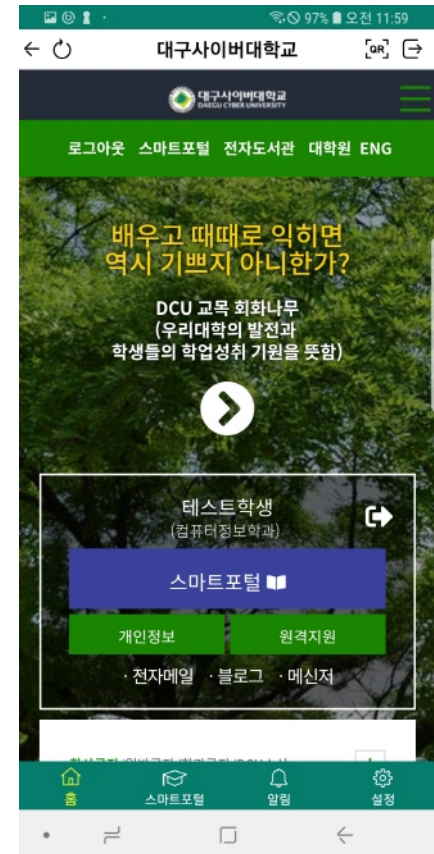 97% 오전 11:59
대구사이버대학교
QR
대구사이버대학교
DAEGU CYBER UNIVERSITY
로그아웃 스마트포털 전자도서관 대학원 ENG
배우고 때때로 익히면
역시 기쁘지 아니한가?
DCU 교목 회화나무
(우리대학의 발전과
학생들의 학업성취 기원을 뜻함)
테스트학생
(컴퓨터정보학과)
스마트포털
개인정보 원격지원
· 전자메일 · 블로그 · 메신저
홈 스마트포털 알림 설정